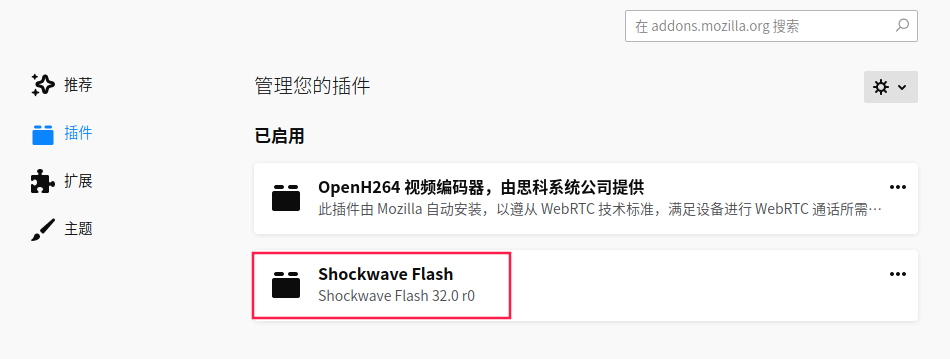 在 addons.mozilla.org 搜索
推荐
管理您的插件
插件
已启用
扩展
OpenH264 视频编码器，由思科系统公司提供
此插件由 Mozilla 自动安装，以遵从 WebRTC 技术标准，满足设备进行 WebRTC 通话所需…
主题
Shockwave Flash
Shockwave Flash 32.0 r0